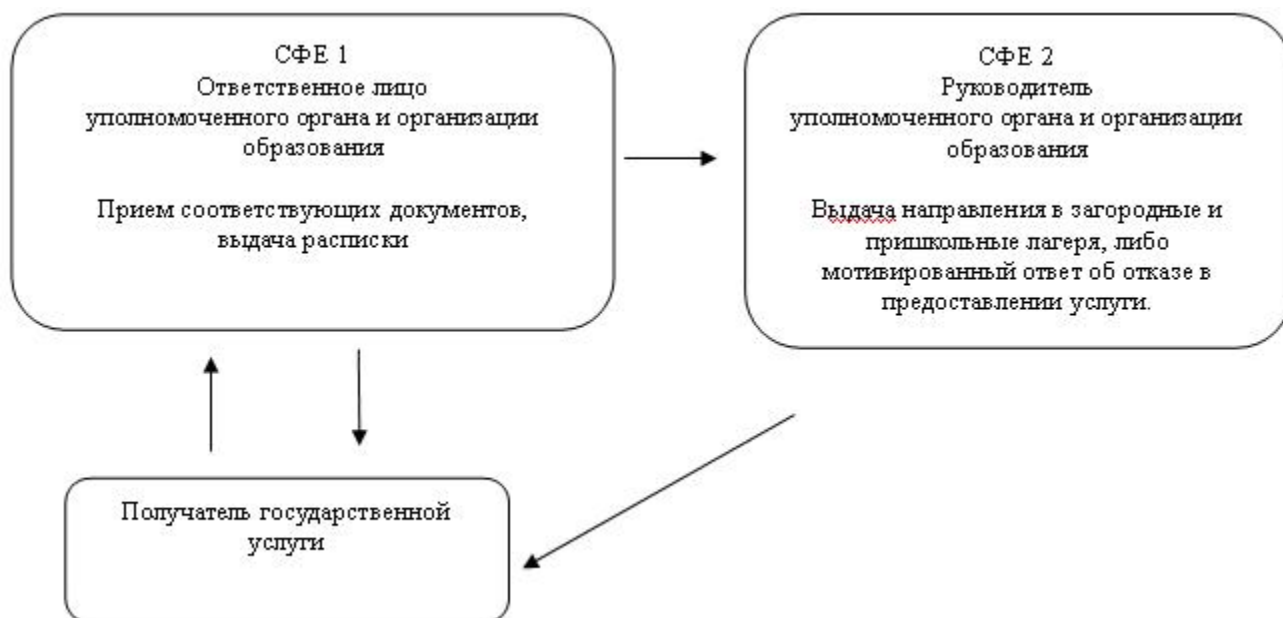 СФЕ 1
Ответственное лицо
уполномоченного органа и организации
образования
Прием соответствующих документов,
выдача расписки
СФЕ 2
Руководитель
уполномоченного органа и организации
образования
Выдача направления в загородные и
пришкольные лагеря, либо
мотивированный ответ об отказе в
предоставлении услуги.
Получатель государственной
услуги